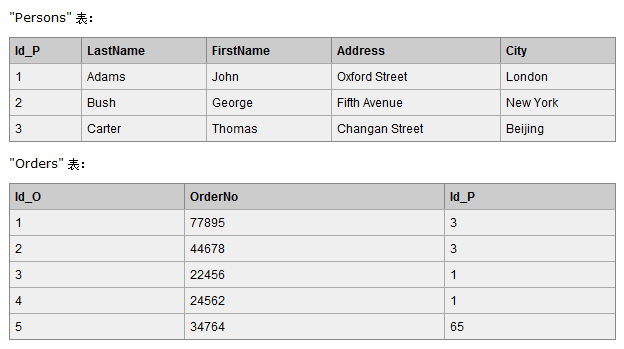 "Persons" 表:
Id_P LastName FirstName Address City
1 Adams John Oxford Street London
2 Bush George Fifth Avenue New York
3 Carter Thomas Changan Street Beijing
"Orders" 表:
Id_O OrderNo Id_P
1 77895 3
2 44678 3
3 22456 1
4 24562 1
5 34764 65